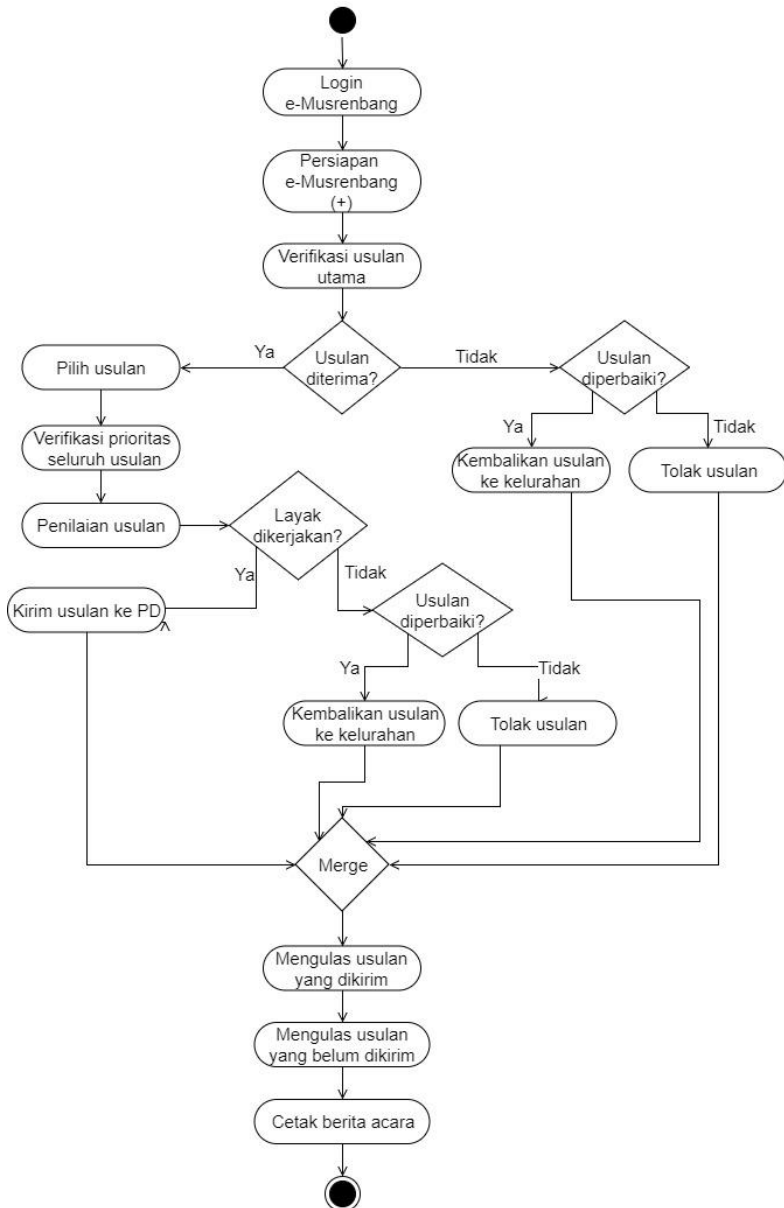 Login
e-Musrenbang
Persiapan
e-Musrenbang
(+)
Verifikasi usulan
utama
Usulan
diterima?
Ya
Tidak
Pilih usulan
Usulan
diperbaiki?
Ya
Tidak
Verifikasi prioritas
seluruh usulan
Kembalikan usulan
ke kelurahan
Tolak usulan
Penilaian usulan
Layak
dikerjakan?
Ya
Tidak
Kirim usulan ke PD
Usulan
diperbaiki?
Ya
Tidak
Kembalikan usulan
ke kelurahan
Tolak usulan
Merge
Mengulas usulan
yang dikirim
Mengulas usulan
yang belum dikirim
Cetak berita acara